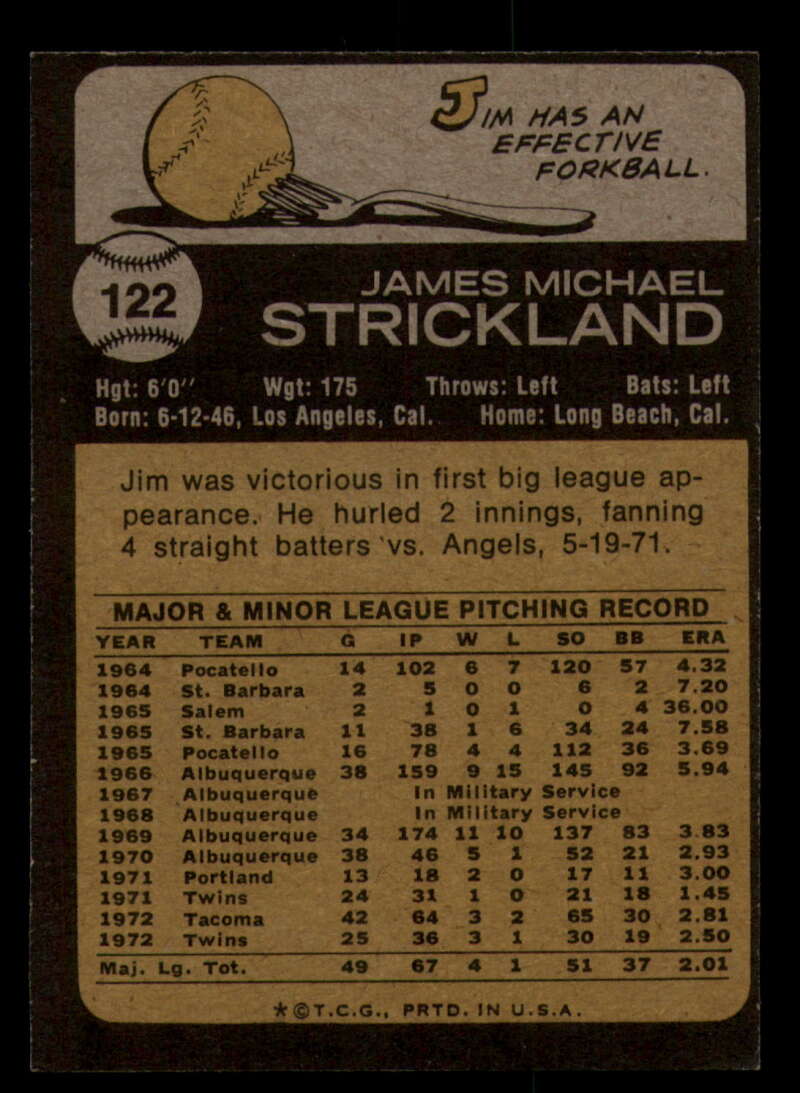 JIM HAS AN
EFFECTIVE
FORKBALL.
122
JAMES MICHAEL
STRICKLAND
Hgt: 6'0" Wgt: 175 Throws: Left Bats: Left
Born: 6-12-46, Los Angeles, Cal. Home: Long Beach, Cal.
Jim was victorious in first big league ap-
pearance. He hurled 2 innings, fanning
4 straight batters vs. Angels, 5-19-71.
MAJOR & MINOR LEAGUE PITCHING RECORD
YEAR TEAM G IP W L SO BB ERA
1964 Pocatello 14 102 6 7 120 57 4.32
1964 St. Barbara 2 5 0 0 6 2 7.20
1965 Salem 2 1 0 1 0 4 36.00
1965 St. Barbara 11 38 1 6 34 24 7.58
1965 Pocatello 16 78 4 4 112 36 3.69
1966 Albuquerque 38 159 9 15 145 92 5.94
1967 Albuquerque In Military Service
1968 Albuquerque In Military Service
1969 Albuquerque 34 174 11 10 137 83 3.83
1970 Albuquerque 38 46 5 1 52 21 2.93
1971 Portland 13 18 2 0 17 11 3.00
1971 Twins 24 31 1 0 21 18 1.45
1972 Tacoma 42 64 3 2 65 30 2.81
1972 Twins 25 36 3 1 30 19 2.50
Maj. Lg. Tot. 49 67 4 1 51 37 2.01
*©T.C.G., PRTD. IN U.S.A.